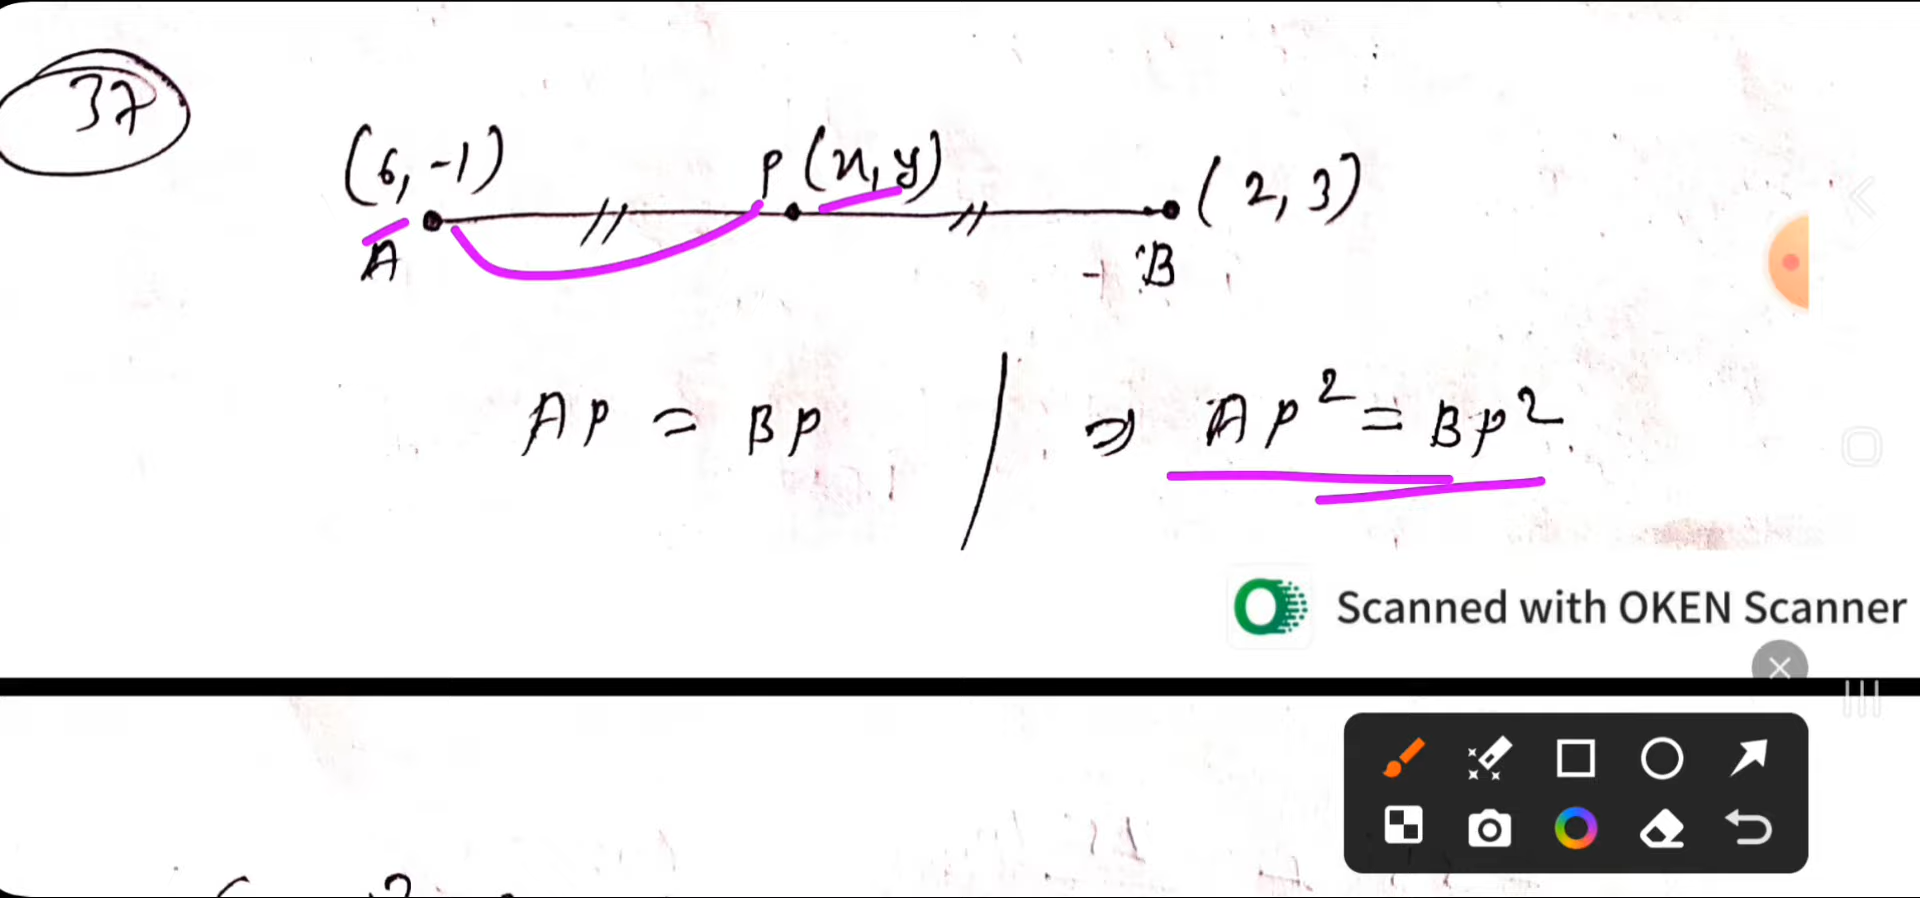 37
(6, -1) P (x, y) (2, 3)
A B
AP = BP ⇒ AP² = BP²
Scanned with OKEN Scanner